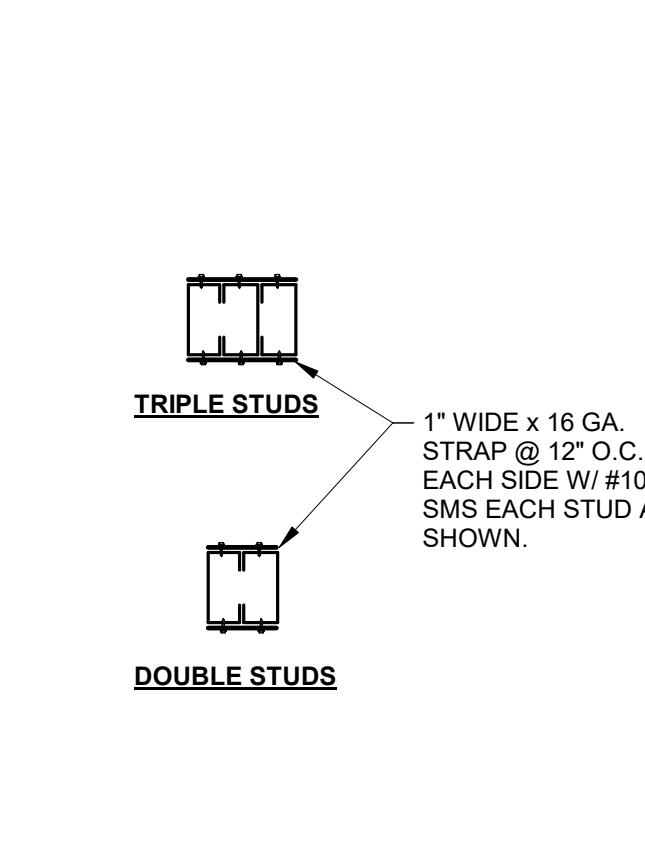 TRIPLE STUDS
1" WIDE x 16 GA.
STRAP @ 12" O.C.
EACH SIDE W/ #10
SMS EACH STUD A
SHOWN.
DOUBLE STUDS